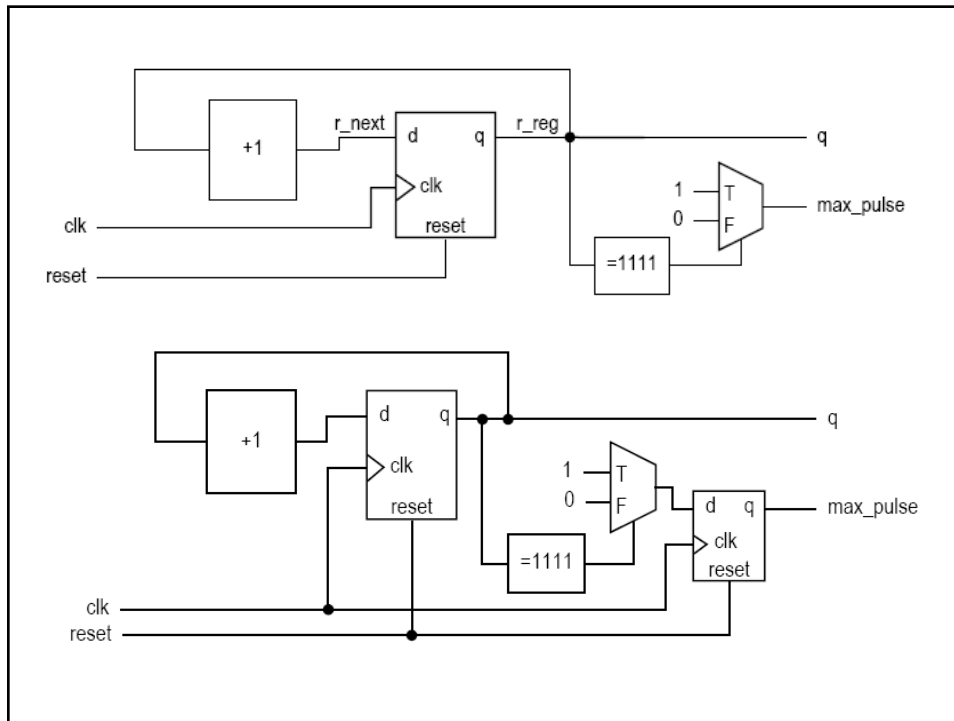 r_next
r_reg
+1
d
q
q
clk
1
T
max_pulse
0
F
clk
reset
=1111
reset
d
q
q
+1
clk
1
T
0
F
d
q
max_pulse
reset
clk
=1111
reset
clk
reset